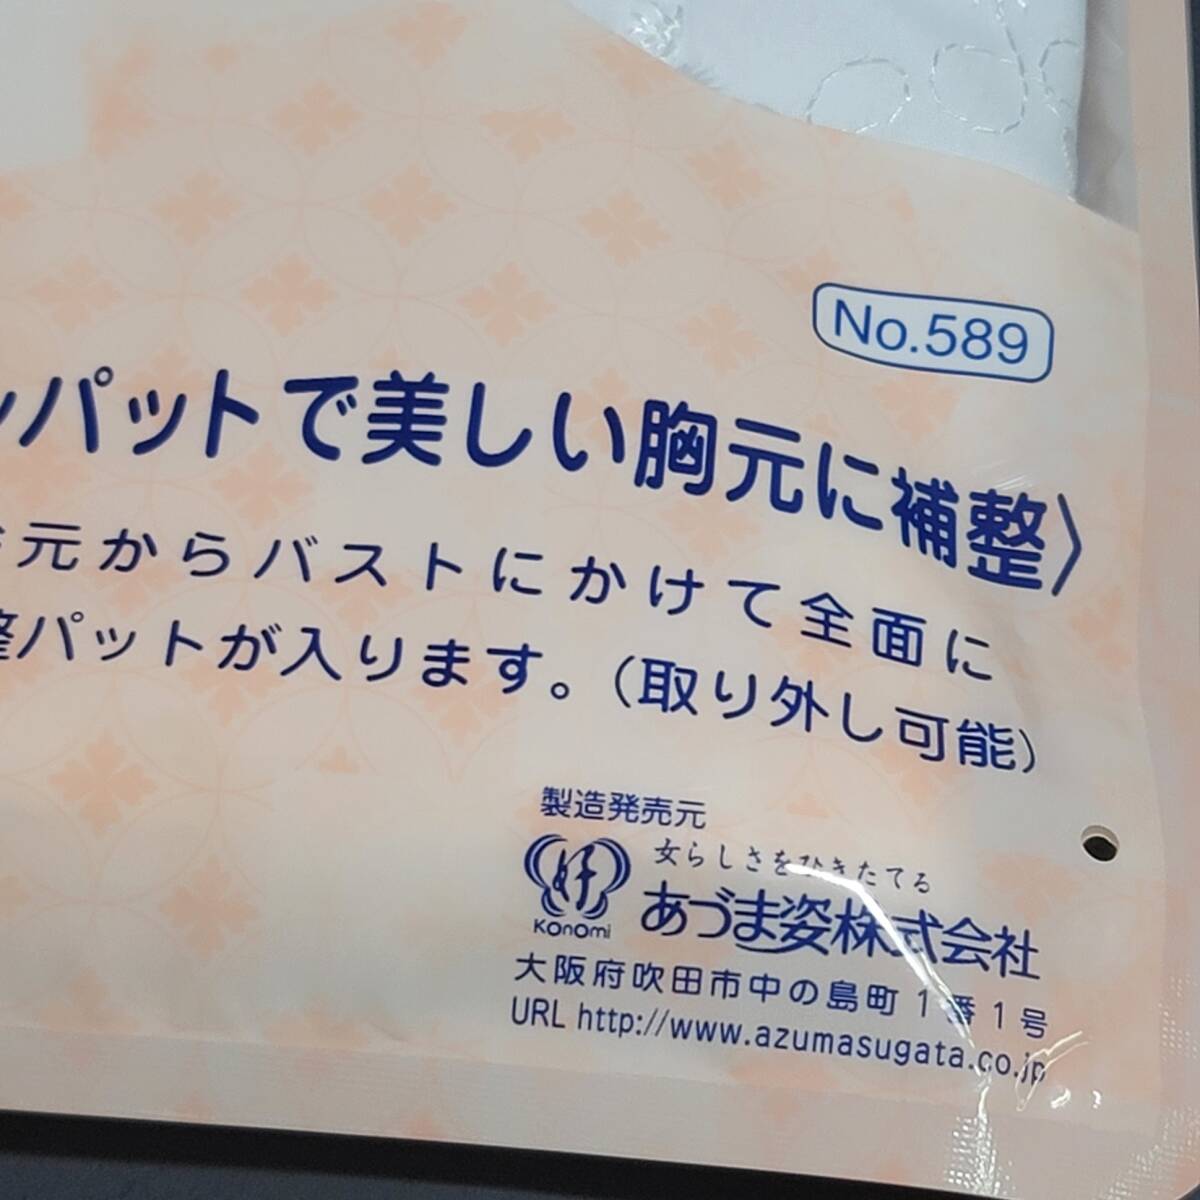 No.589
パットで美しい胸元に補整〉
元からバストにかけて全面に
整パットが入ります。(取り外し可能)
製造発売元
好
Konomi
女らしさをひきたてる
あづま姿株式会社
大阪府吹田市中の島町1番1号
URL http://www.azumasugata.co.jp